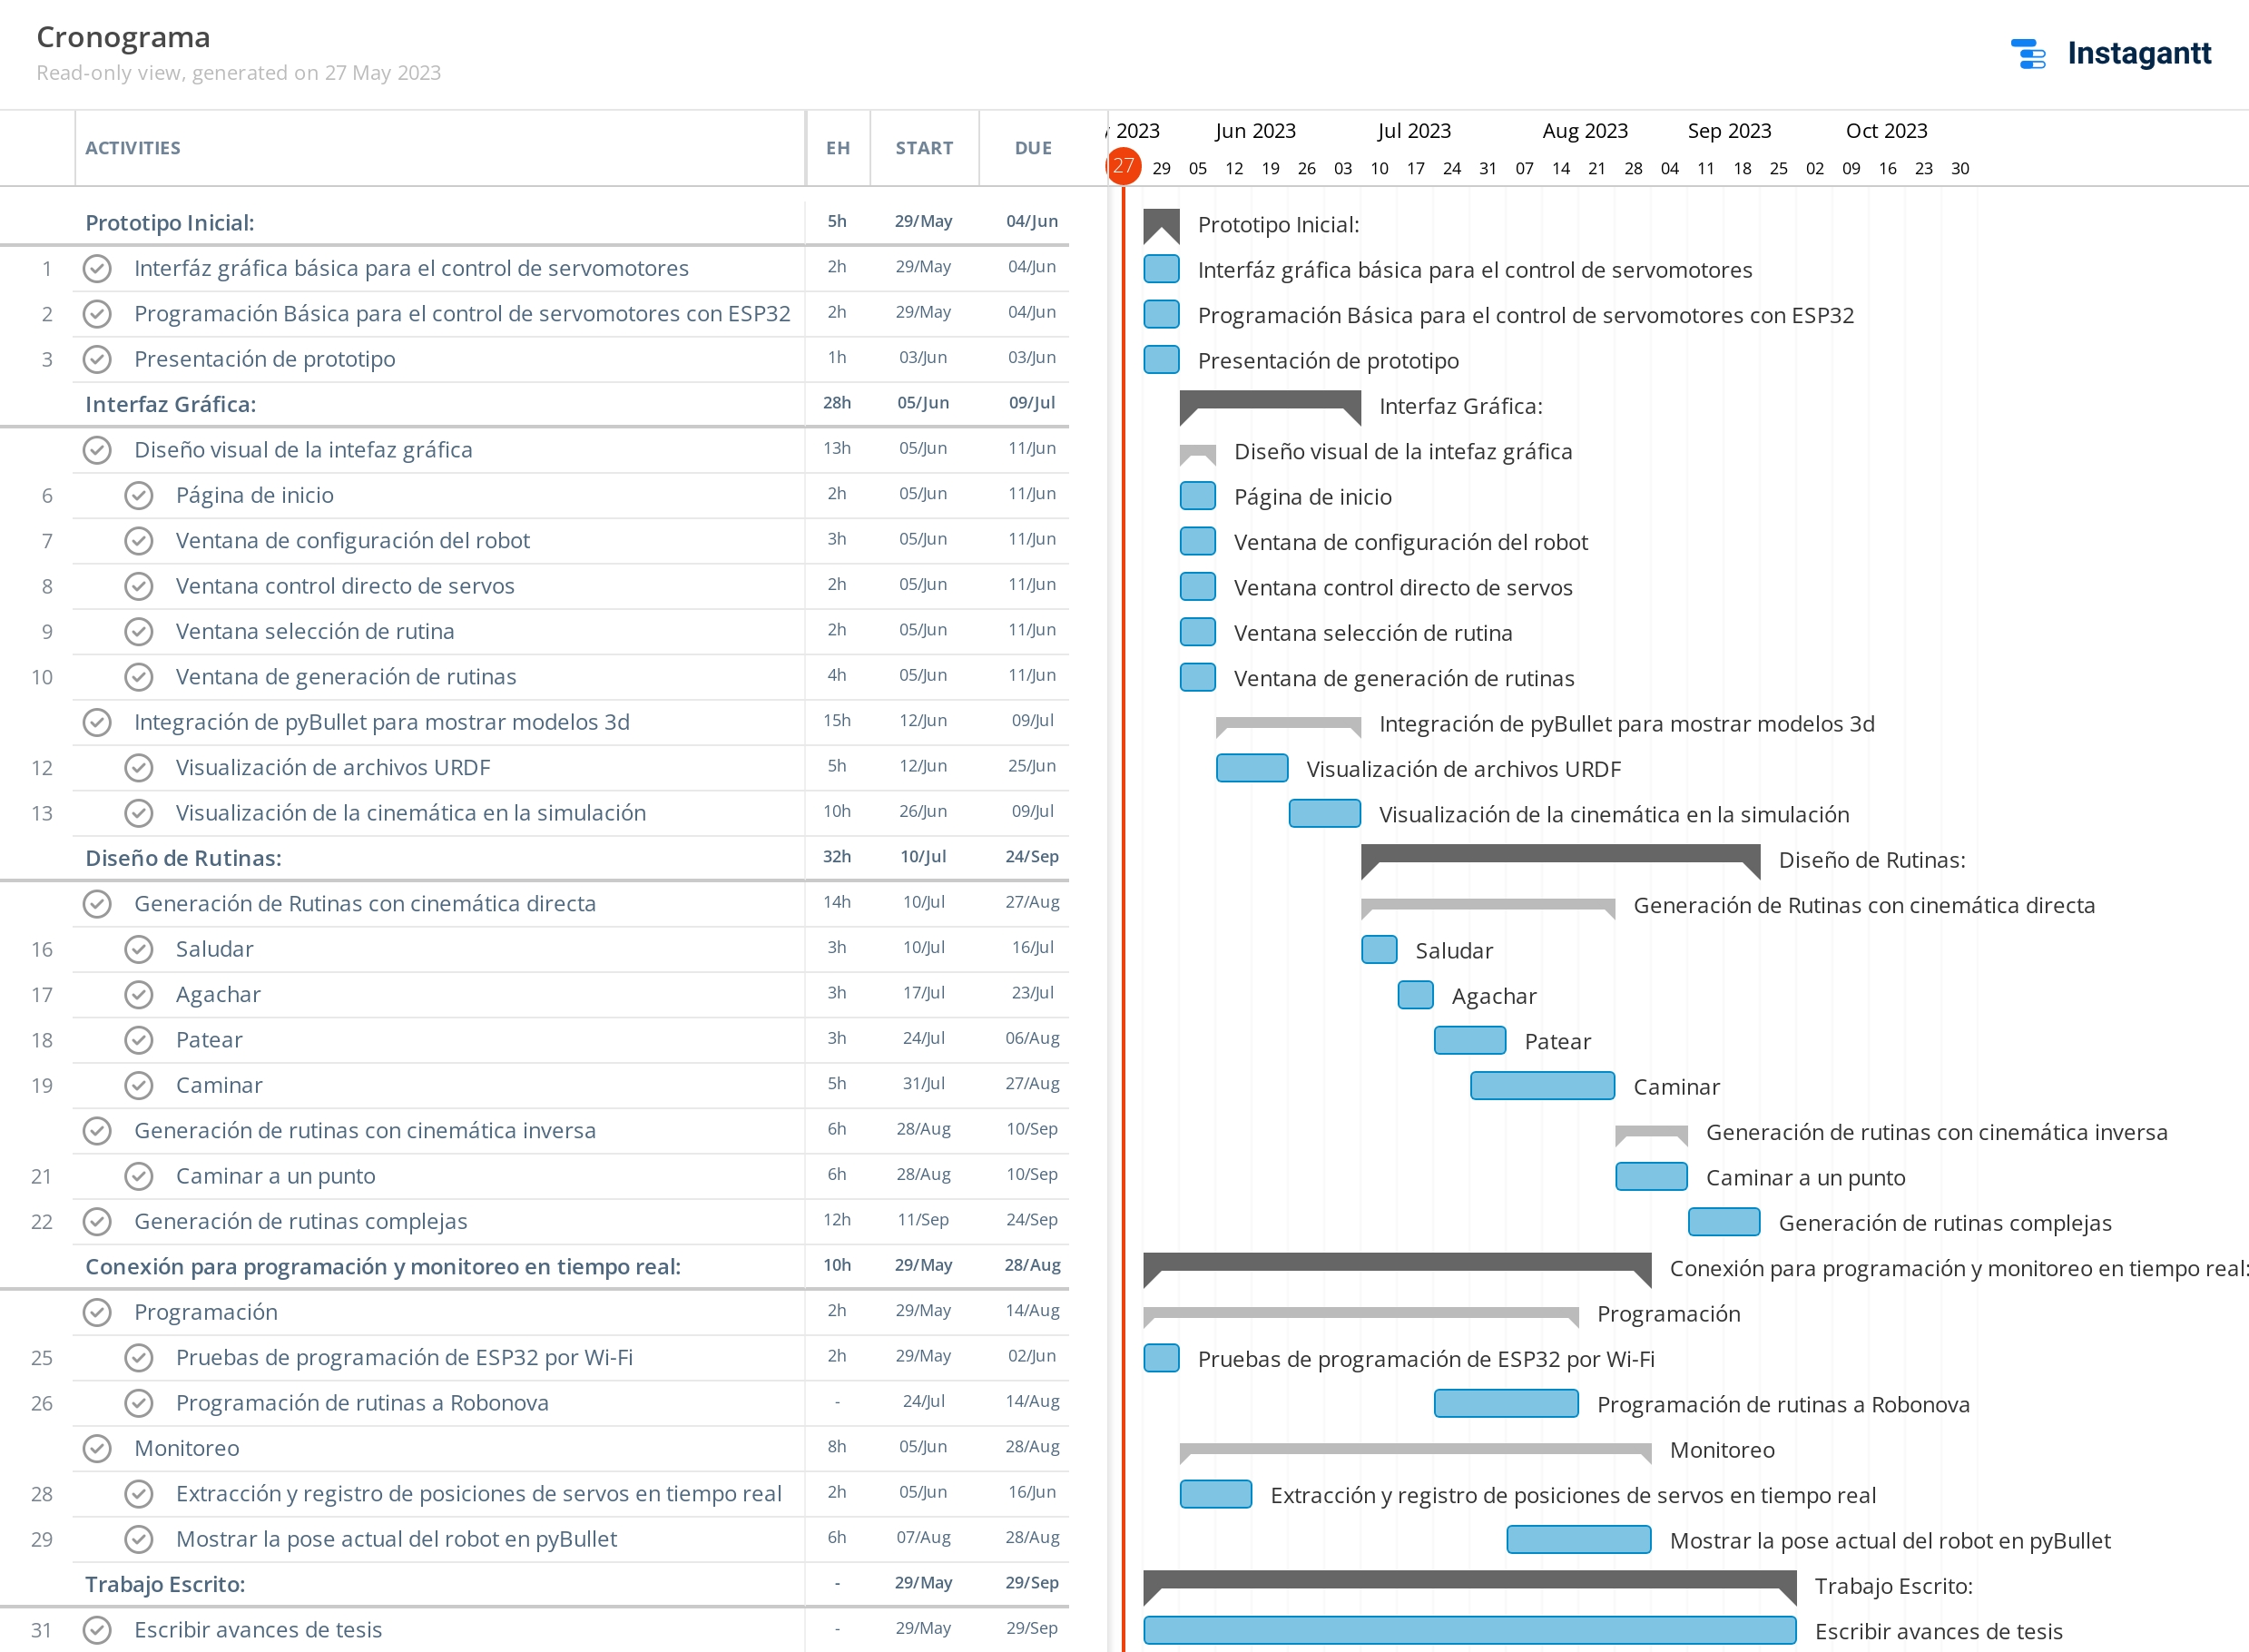 Cronograma
Read-only view, generated on 27 May 2023
Instagantt
ACTIVITIES EH START DUE
2023 Jun 2023 Jul 2023 Aug 2023 Sep 2023 Oct 2023
27 29 05 12 19 26 03 10 17 24 31 07 14 21 28 04 11 18 25 02 09 16 23 30
Prototipo Inicial: 5h 29/May 04/Jun Prototipo Inicial:
1 Interfáz gráfica básica para el control de servomotores 2h 29/May 04/Jun Interfáz gráfica básica para el control de servomotores
2 Programación Básica para el control de servomotores con ESP32 2h 29/May 04/Jun Programación Básica para el control de servomotores con ESP32
3 Presentación de prototipo 1h 03/Jun 03/Jun Presentación de prototipo
Interfaz Gráfica: 28h 05/Jun 09/Jul Interfaz Gráfica:
Diseño visual de la intefaz gráfica 13h 05/Jun 11/Jun Diseño visual de la intefaz gráfica
6 Página de inicio 2h 05/Jun 11/Jun Página de inicio
7 Ventana de configuración del robot 3h 05/Jun 11/Jun Ventana de configuración del robot
8 Ventana control directo de servos 2h 05/Jun 11/Jun Ventana control directo de servos
9 Ventana selección de rutina 2h 05/Jun 11/Jun Ventana selección de rutina
10 Ventana de generación de rutinas 4h 05/Jun 11/Jun Ventana de generación de rutinas
Integración de pyBullet para mostrar modelos 3d 15h 12/Jun 09/Jul Integración de pyBullet para mostrar modelos 3d
12 Visualización de archivos URDF 5h 12/Jun 25/Jun Visualización de archivos URDF
13 Visualización de la cinemática en la simulación 10h 26/Jun 09/Jul Visualización de la cinemática en la simulación
Diseño de Rutinas: 32h 10/Jul 24/Sep Diseño de Rutinas:
Generación de Rutinas con cinemática directa 14h 10/Jul 27/Aug Generación de Rutinas con cinemática directa
16 Saludar 3h 10/Jul 16/Jul Saludar
17 Agachar 3h 17/Jul 23/Jul Agachar
18 Patear 3h 24/Jul 06/Aug Patear
19 Caminar 5h 31/Jul 27/Aug Caminar
Generación de rutinas con cinemática inversa 6h 28/Aug 10/Sep Generación de rutinas con cinemática inversa
21 Caminar a un punto 6h 28/Aug 10/Sep Caminar a un punto
22 Generación de rutinas complejas 12h 11/Sep 24/Sep Generación de rutinas complejas
Conexión para programación y monitoreo en tiempo real: 10h 29/May 28/Aug Conexión para programación y monitoreo en tiempo real:
Programación 2h 29/May 14/Aug Programación
25 Pruebas de programación de ESP32 por Wi-Fi 2h 29/May 02/Jun Pruebas de programación de ESP32 por Wi-Fi
26 Programación de rutinas a Robonova - 24/Jul 14/Aug Programación de rutinas a Robonova
Monitoreo 8h 05/Jun 28/Aug Monitoreo
28 Extracción y registro de posiciones de servos en tiempo real 2h 05/Jun 16/Jun Extracción y registro de posiciones de servos en tiempo real
29 Mostrar la pose actual del robot en pyBullet 6h 07/Aug 28/Aug Mostrar la pose actual del robot en pyBullet
Trabajo Escrito: - 29/May 29/Sep Trabajo Escrito:
31 Escribir avances de tesis - 29/May 29/Sep Escribir avances de tesis